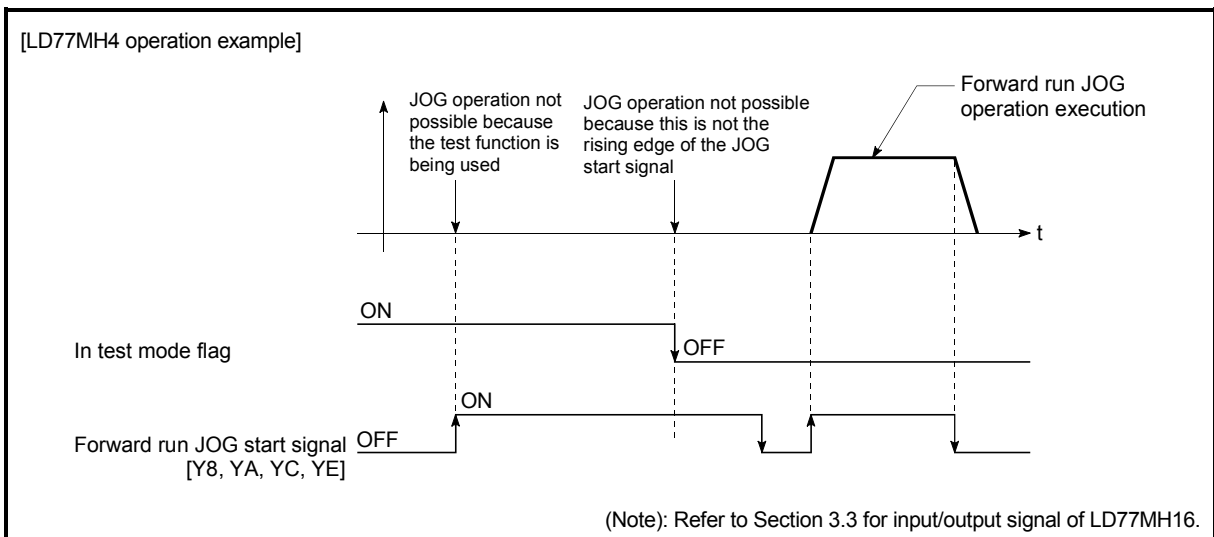 [LD77MH4 operation example]
JOG operation not
possible because
the test function is
being used
JOG operation not possible
because this is not the
rising edge of the JOG
start signal
Forward run JOG
operation execution
t
ON
In test mode flag
OFF
ON
Forward run JOG start signal
[Y8, YA, YC, YE]
OFF
(Note): Refer to Section 3.3 for input/output signal of LD77MH16.